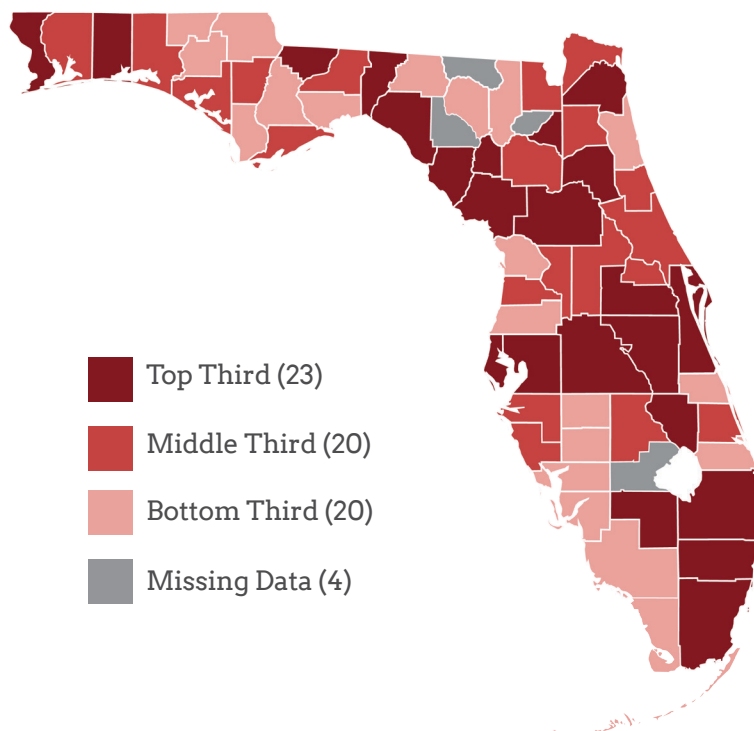 Top Third (23)
Middle Third (20)
Bottom Third (20)
Missing Data (4)